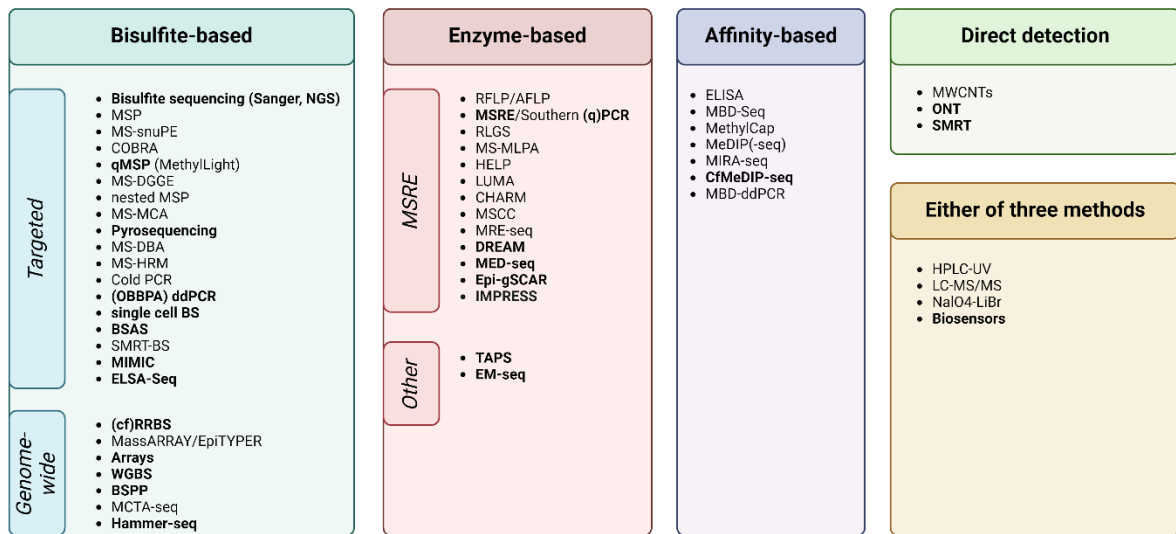 Bisulfite-based
Targeted
• Bisulfite sequencing (Sanger, NGS)
• MSP
• MS-snuPE
• COBRA
• qMSP (MethylLight)
• MS-DGGE
• nested MSP
• MS-MCA
• Pyrosequencing
• MS-DBA
• MS-HRM
• Cold PCR
• (OBBPA) ddPCR
• single cell BS
• BSAS
• SMRT-BS
• MIMIC
• ELSA-Seq
Genome-
wide
• (cf)RRBS
• MassARRAY/EpiTYPER
• Arrays
• WGBS
• BSPP
• MCTA-seq
• Hammer-seq
Enzyme-based
MSRE
• RFLP/AFLP
• MSRE/Southern (q)PCR
• RLGS
• MS-MLPA
• HELP
• LUMA
• CHARM
• MSCC
• MRE-seq
• DREAM
• MED-seq
• Epi-gSCAR
• IMPRESS
Other
• TAPS
• EM-seq
Affinity-based
• ELISA
• MBD-Seq
• MethylCap
• MeDIP(-seq)
• MIRA-seq
• CfMeDIP-seq
• MBD-ddPCR
Direct detection
• MWCNTs
• ONT
• SMRT
Either of three methods
• HPLC-UV
• LC-MS/MS
• NaIO4-LiBr
• Biosensors